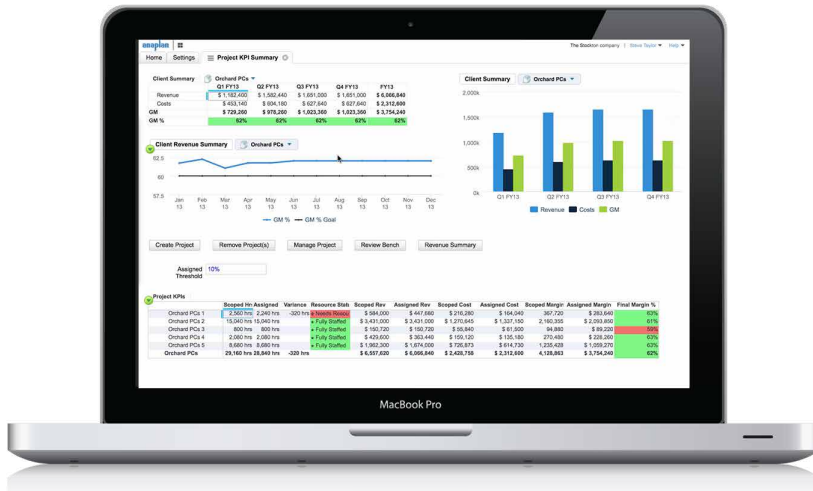 anaplan
The Stockton company | Steve Taylor Help
Home Settings Project KPI Summary
Client Summary Orchard PCs
Q1 FY13 Q2 FY13 Q3 FY13 Q4 FY13 FY13
Revenue $ 1,182,400 $ 1,582,440 $ 1,651,000 $ 1,651,000 $ 6,066,840
Costs $ 453,140 $ 604,180 $ 627,640 $ 627,640 $ 2,312,600
GM $ 729,260 $ 978,260 $ 1,023,360 $ 1,023,360 $ 3,754,240
GM % 62% 62% 62% 62% 62%
Client Summary Orchard PCs
2,000k
1,500k
1,000k
500k
0k
Q1 FY13 Q2 FY13 Q3 FY13 Q4 FY13
Revenue Costs GM
Client Revenue Summary Orchard PCs
62.5
60
57.5
Jan 13 Feb 13 Mar 13 Apr 13 May 13 Jun 13 Jul 13 Aug 13 Sep 13 Oct 13 Nov 13 Dec 13
GM % GM % Goal
Create Project Remove Project(s) Manage Project Review Bench Revenue Summary
Assigned Threshold 10%
Project KPIs
Scoped Hrs Assigned Variance Resource Stat Scoped Rev Assigned Rev Scoped Cost Assigned Cost Scoped Margin Assigned Margin Final Margin %
Orchard PCs 1 2,560 hrs 2,240 hrs -320 hrs Needs Resou $ 584,000 $ 447,680 $ 216,280 $ 164,040 367,720 $ 283,640 63%
Orchard PCs 2 15,040 hrs 15,040 hrs Fully Staffed $ 3,431,000 $ 3,431,000 $ 1,270,645 $ 1,337,150 2,160,355 $ 2,093,850 61%
Orchard PCs 3 800 hrs 800 hrs Fully Staffed $ 150,720 $ 150,720 $ 55,840 $ 61,500 94,880 $ 89,220 59%
Orchard PCs 4 2,080 hrs 2,080 hrs Fully Staffed $ 429,600 $ 363,440 $ 159,120 $ 135,180 270,480 $ 228,260 63%
Orchard PCs 5 8,680 hrs 8,680 hrs Fully Staffed $ 1,962,300 $ 1,674,000 $ 726,873 $ 614,730 1,235,428 $ 1,059,270 63%
Orchard PCs 29,160 hrs 28,840 hrs -320 hrs $ 6,557,620 $ 6,066,840 $ 2,428,758 $ 2,312,600 4,128,863 $ 3,754,240 62%
MacBook Pro